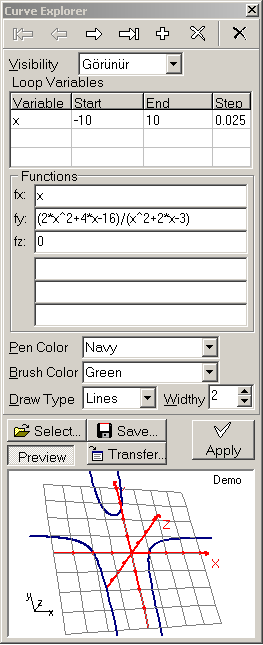 Curve Explorer
Visibility Görünür
Loop Variables
Variable Start End Step
x -10 10 0.025
Functions
fx: x
fy: (2*x^2+4*x-16)/(x^2+2*x-3)
fz: 0
Pen Color Navy
Brush Color Green
Draw Type Lines Widthy 2
Select... Save... Apply
Preview Transfer...
Demo
z
x
y z x